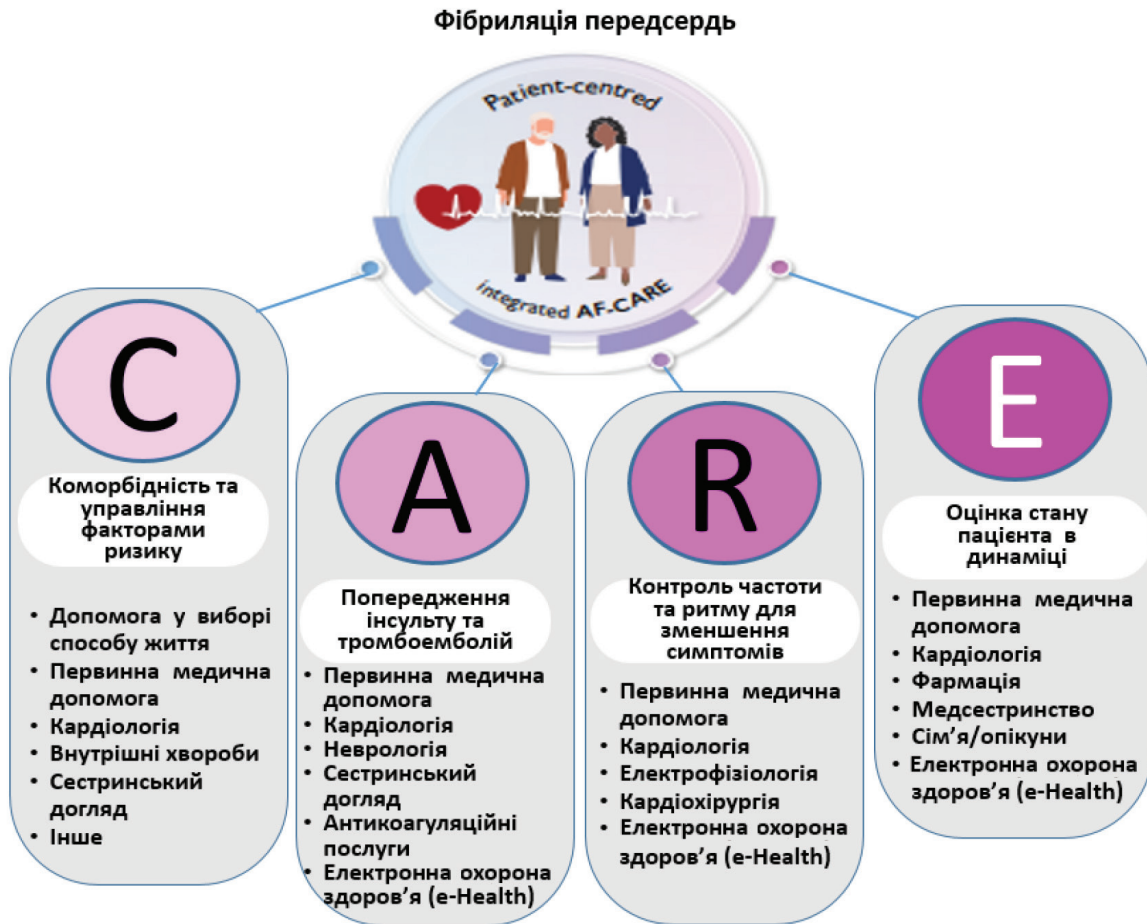 Фібриляція передсердь
Patient-centred
integrated AF-CARE
C
Коморбідність та
управління
факторами
ризику
• Допомога у виборі
способу життя
• Первинна медична
допомога
• Кардіологія
• Внутрішні хвороби
• Сестринський
догляд
• Інше
A
Попередження
інсульту та
тромбоемболій
• Первинна медична
допомога
• Кардіологія
• Неврологія
• Сестринський
догляд
• Антикоагуляційні
послуги
• Електронна охорона
здоров’я (e-Health)
R
Контроль частоти
та ритму для
зменшення
симптомів
• Первинна медична
допомога
• Кардіологія
• Електрофізіологія
• Кардіохірургія
• Електронна охорона
здоров’я (e-Health)
E
Оцінка стану
пацієнта в
динаміці
• Первинна медична
допомога
• Кардіологія
• Фармація
• Медсестринство
• Сім’я/опікуни
• Електронна охорона
здоров’я (e-Health)